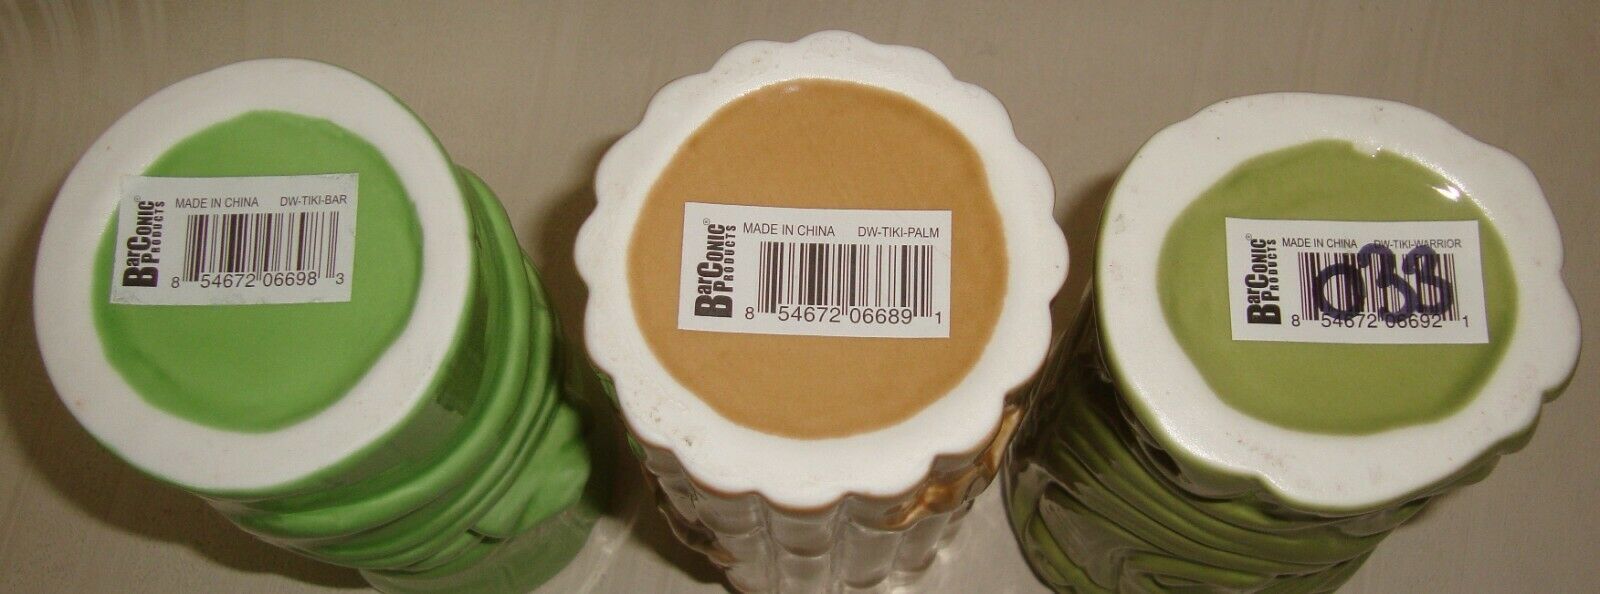 BarConic®
PRODUCTS
MADE IN CHINA DW-TIKI-BAR
8 54672 06698 3
BarConic®
PRODUCTS
MADE IN CHINA DW-TIKI-PALM
8 54672 06689 1
BarConic®
PRODUCTS
MADE IN CHINA DW-TIKI-WARRIOR
033
8 54672 06692 1